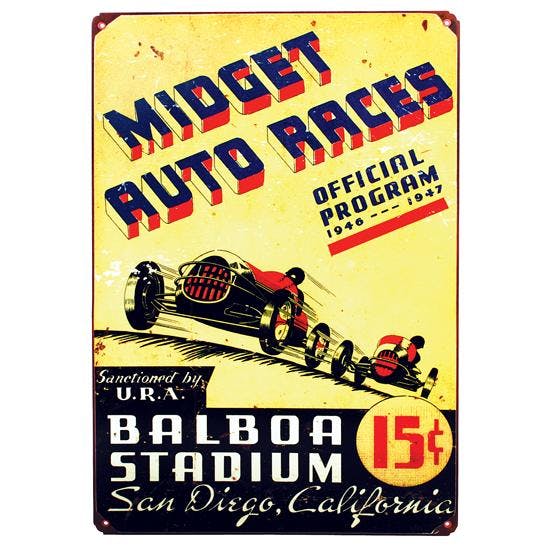 MIDGET
AUTO RACES
OFFICIAL
PROGRAM
1946 --- 1947
Sanctioned by
U.R.A.
BALBOA
STADIUM
15¢
San Diego, California